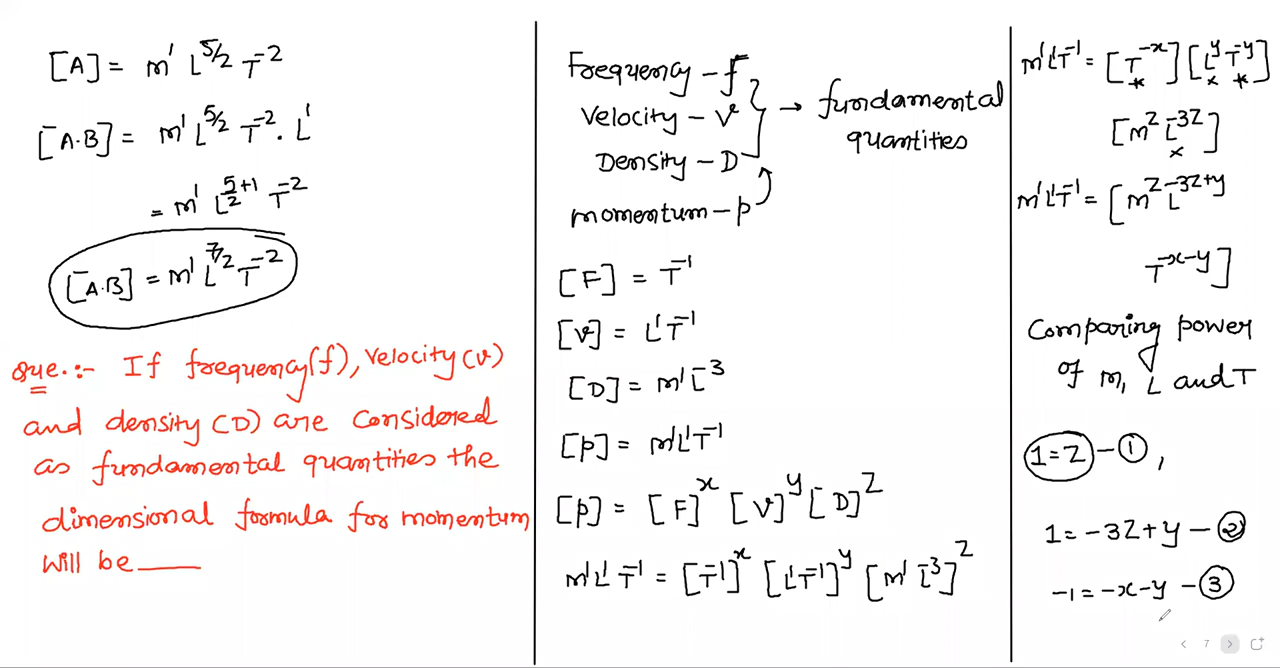 [A] = M¹ L^5/2 T⁻²
[A·B] = M¹ L^5/2 T⁻² · L¹
= M¹ L^5/2+1 T⁻²
[A·B] = M¹ L^7/2 T⁻²
Que.:- If frequency(f), velocity(v)
and density(D) are considered
as fundamental quantities the
dimensional formula for momentum
will be ____
Frequency - f
Velocity - v
Density - D
→ fundamental
quantities
momentum - p
[F] = T⁻¹
[v] = L¹ T⁻¹
[D] = M¹ L⁻³
[p] = M¹L¹T⁻¹
[p] = [F]^x [v]^y [D]^z
M¹L¹T⁻¹ = [T⁻¹]^x [L¹T⁻¹]^y [M¹ L⁻³]^z
M¹L¹T⁻¹ = [T^-x] [L^y T^-y]
[M^z L^-3z]
M¹L¹T⁻¹ = [M^z L^-3z+y
T^-x-y]
Comparing power
of M, L and T
1=z - ①,
1 = -3z + y - ②
-1 = -x - y - ③
< 7 >